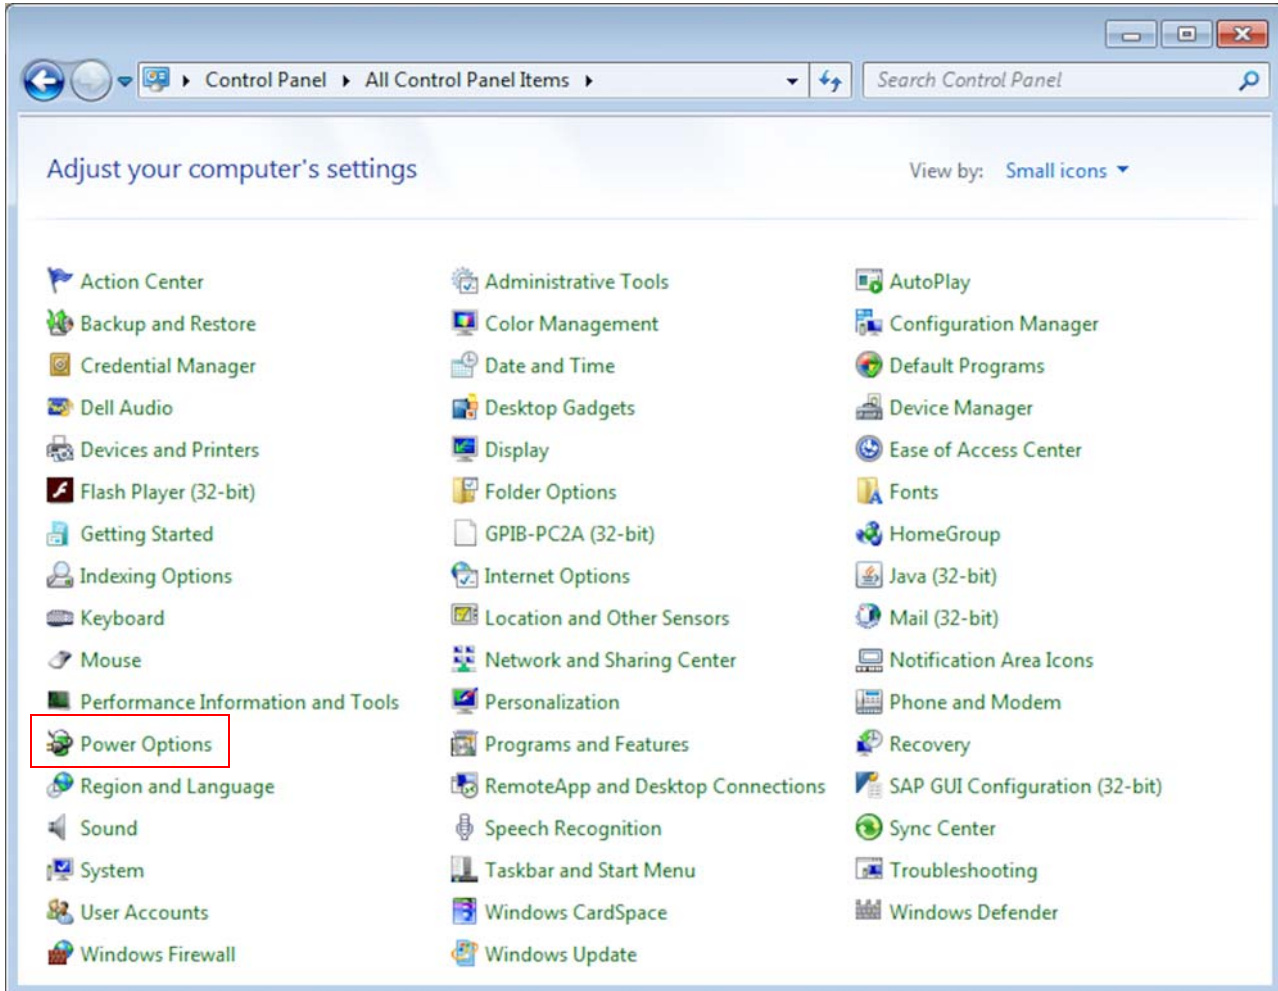 Control Panel All Control Panel Items Search Control Panel
Adjust your computer's settings View by: Small icons
Action Center Administrative Tools AutoPlay
Backup and Restore Color Management Configuration Manager
Credential Manager Date and Time Default Programs
Dell Audio Desktop Gadgets Device Manager
Devices and Printers Display Ease of Access Center
Flash Player (32-bit) Folder Options Fonts
Getting Started GPIB-PC2A (32-bit) HomeGroup
Indexing Options Internet Options Java (32-bit)
Keyboard Location and Other Sensors Mail (32-bit)
Mouse Network and Sharing Center Notification Area Icons
Performance Information and Tools Personalization Phone and Modem
Power Options Programs and Features Recovery
Region and Language RemoteApp and Desktop Connections SAP GUI Configuration (32-bit)
Sound Speech Recognition Sync Center
System Taskbar and Start Menu Troubleshooting
User Accounts Windows CardSpace Windows Defender
Windows Firewall Windows Update